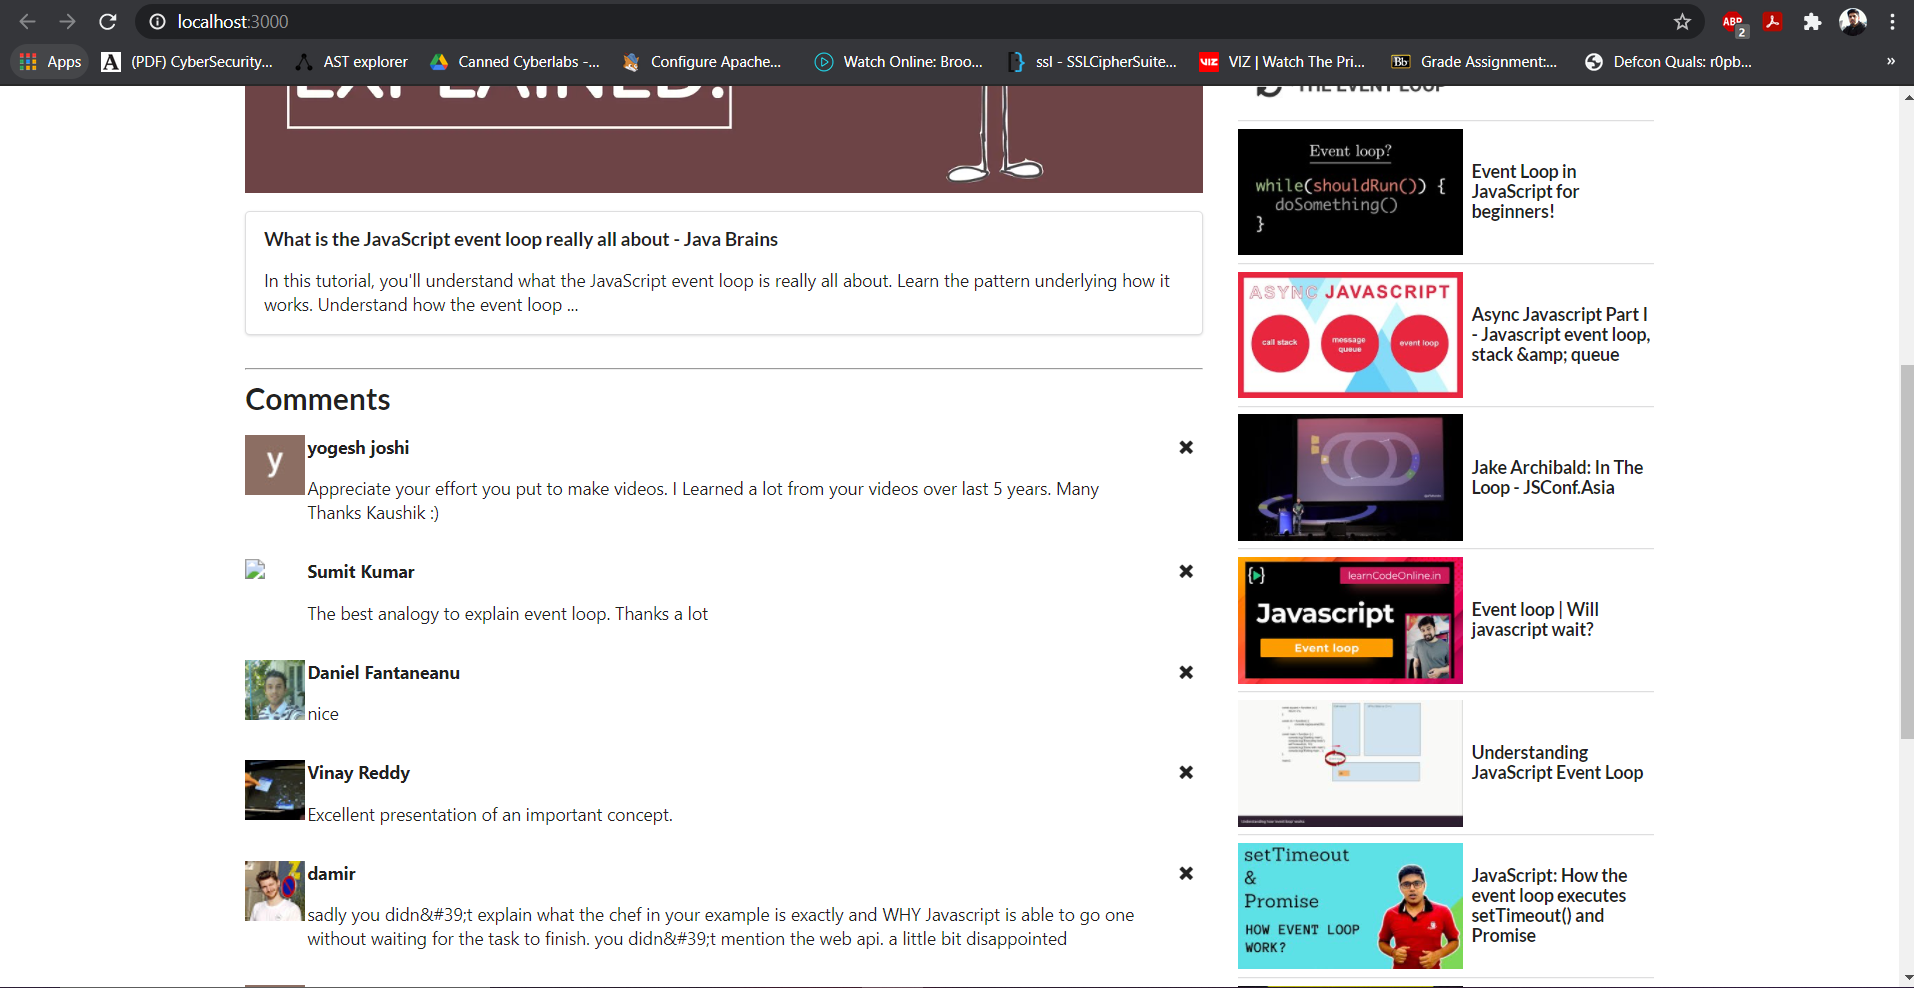 localhost:3000
ABP
2
Apps
(PDF) CyberSecurity...
AST explorer
Canned Cyberlabs -...
Configure Apache...
Watch Online: Broo...
ssl - SSLCipherSuite...
VIZ
VIZ | Watch The Pri...
Bb
Grade Assignment:...
Defcon Quals: r0pb...
»
EXPLAINED!
What is the JavaScript event loop really all about - Java Brains
In this tutorial, you'll understand what the JavaScript event loop is really all about. Learn the pattern underlying how it
works. Understand how the event loop ...
Comments
y
yogesh joshi
Appreciate your effort you put to make videos. I Learned a lot from your videos over last 5 years. Many
Thanks Kaushik :)
Sumit Kumar
The best analogy to explain event loop. Thanks a lot
Daniel Fantaneanu
nice
Vinay Reddy
Excellent presentation of an important concept.
damir
sadly you didn&#39;t explain what the chef in your example is exactly and WHY Javascript is able to go one
without waiting for the task to finish. you didn&#39;t mention the web api. a little bit disappointed
THE EVENT LOOP
Event loop?
while(shouldRun()) {
doSomething()
}
Event Loop in
JavaScript for
beginners!
ASYNC JAVASCRIPT
call stack
message
queue
event loop
Async Javascript Part I
- Javascript event loop,
stack &amp; queue
Jake Archibald: In The
Loop - JSConf.Asia
learnCodeOnline.in
Javascript
Event loop
Event loop | Will
javascript wait?
Understanding
JavaScript Event Loop
setTimeout
&
Promise
HOW EVENT LOOP
WORK?
JavaScript: How the
event loop executes
setTimeout() and
Promise